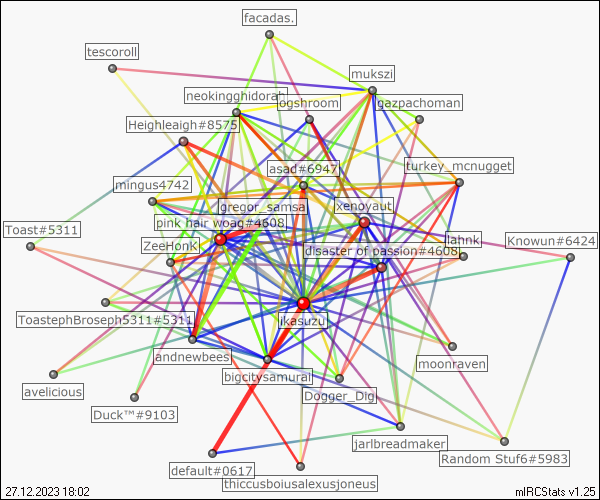 facadas.
tescoroll
mukszi
neokingghidorah
ogshroom
gazpachoman
Heighleaigh#8575
asad#6947
turkey_mcnugget
mingus4742
gregor_samsa
xenoyaut
pink hair woag#4608
Toast#5311
ZeeHonk
disaster of passion#4608
lahnk
Knowun#6424
ToastephBroseph5311#5311
ikasuzu
andnewbees
moonraven
bigcitysamurai
avelicious
Dogger_Dig
Duck™#9103
jarlbreadmaker
Random Stuf6#5983
default#0617
thiccusboiusalexusjoneus
27.12.2023 18:02
mIRCStats v1.25